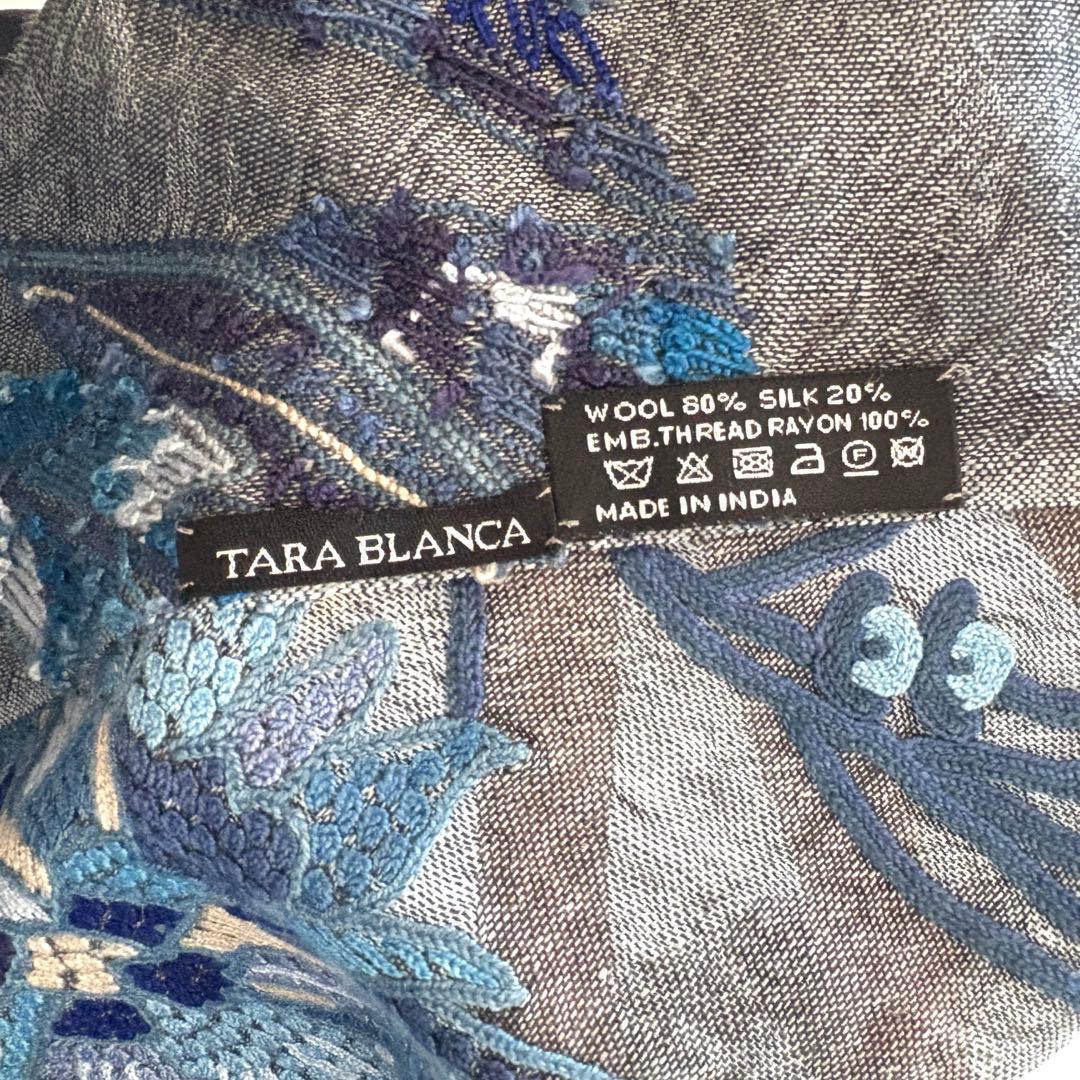 WOOL 80% SILK 20%
EMB.THREAD RAYON 100%
MADE IN INDIA
TARA BLANCA